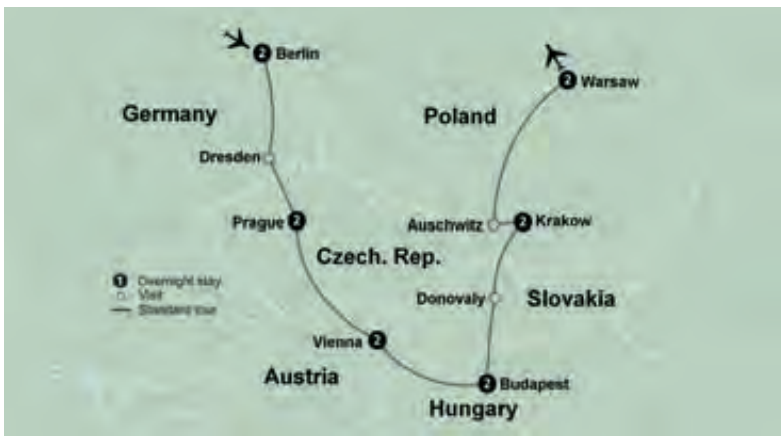 2 Berlin
2 Warsaw
Germany
Poland
Dresden
Prague 2
Auschwitz
2 Krakow
Czech. Rep.
1 Overnight stay
Visit
Standard tour
Donovaly
Slovakia
Vienna 2
Austria
2 Budapest
Hungary